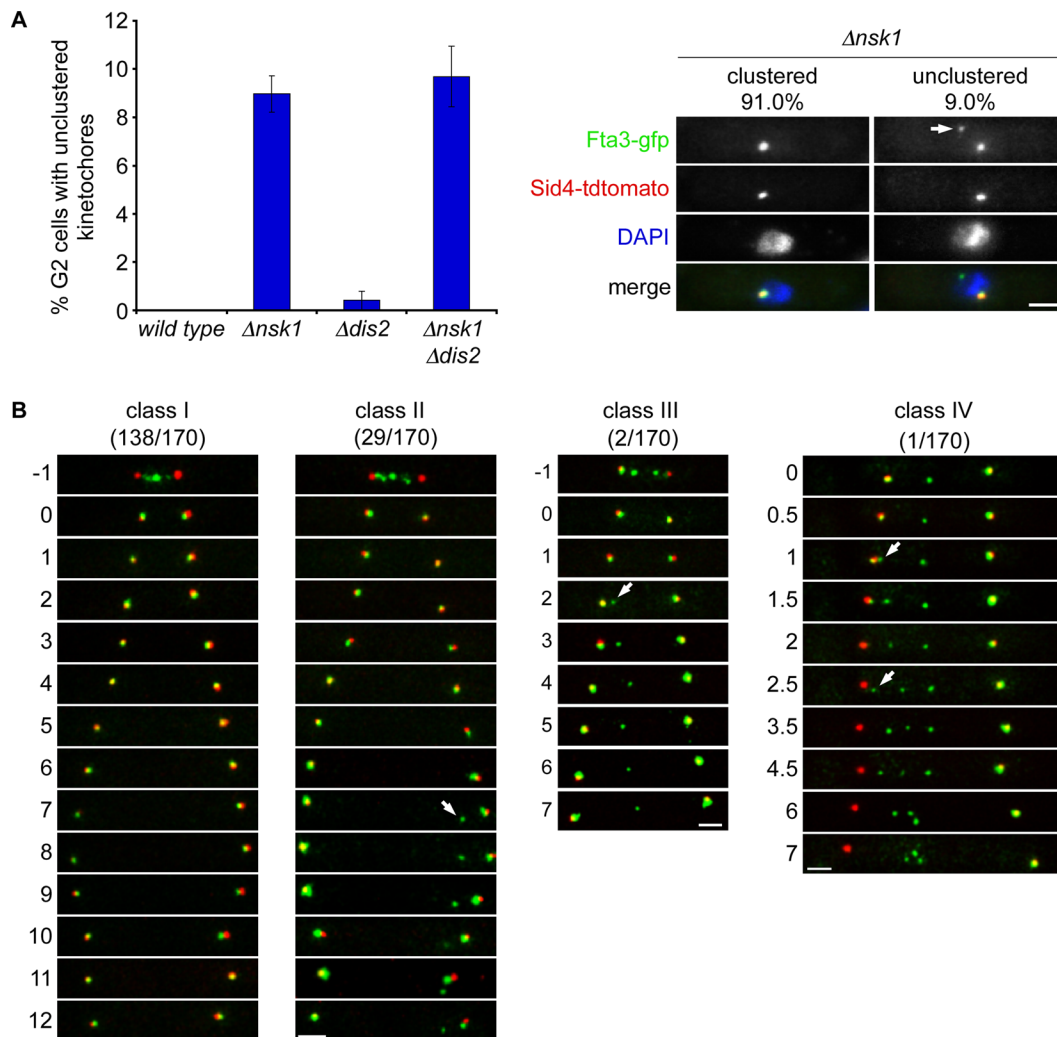 A
% G2 cells with unclustered
kinetochores
12
10
8
6
4
2
0
wild type
Δnsk1
Δdis2
Δnsk1
Δdis2
Δnsk1
clustered
91.0%
unclustered
9.0%
Fta3-gfp
Sid4-tdtomato
DAPI
merge
B
class I
(138/170)
class II
(29/170)
class III
(2/170)
class IV
(1/170)
-1
0
1
2
3
4
5
6
7
8
9
10
11
12
-1
0
1
2
3
4
5
6
7
0
0.5
1
1.5
2
2.5
3.5
4.5
6
7